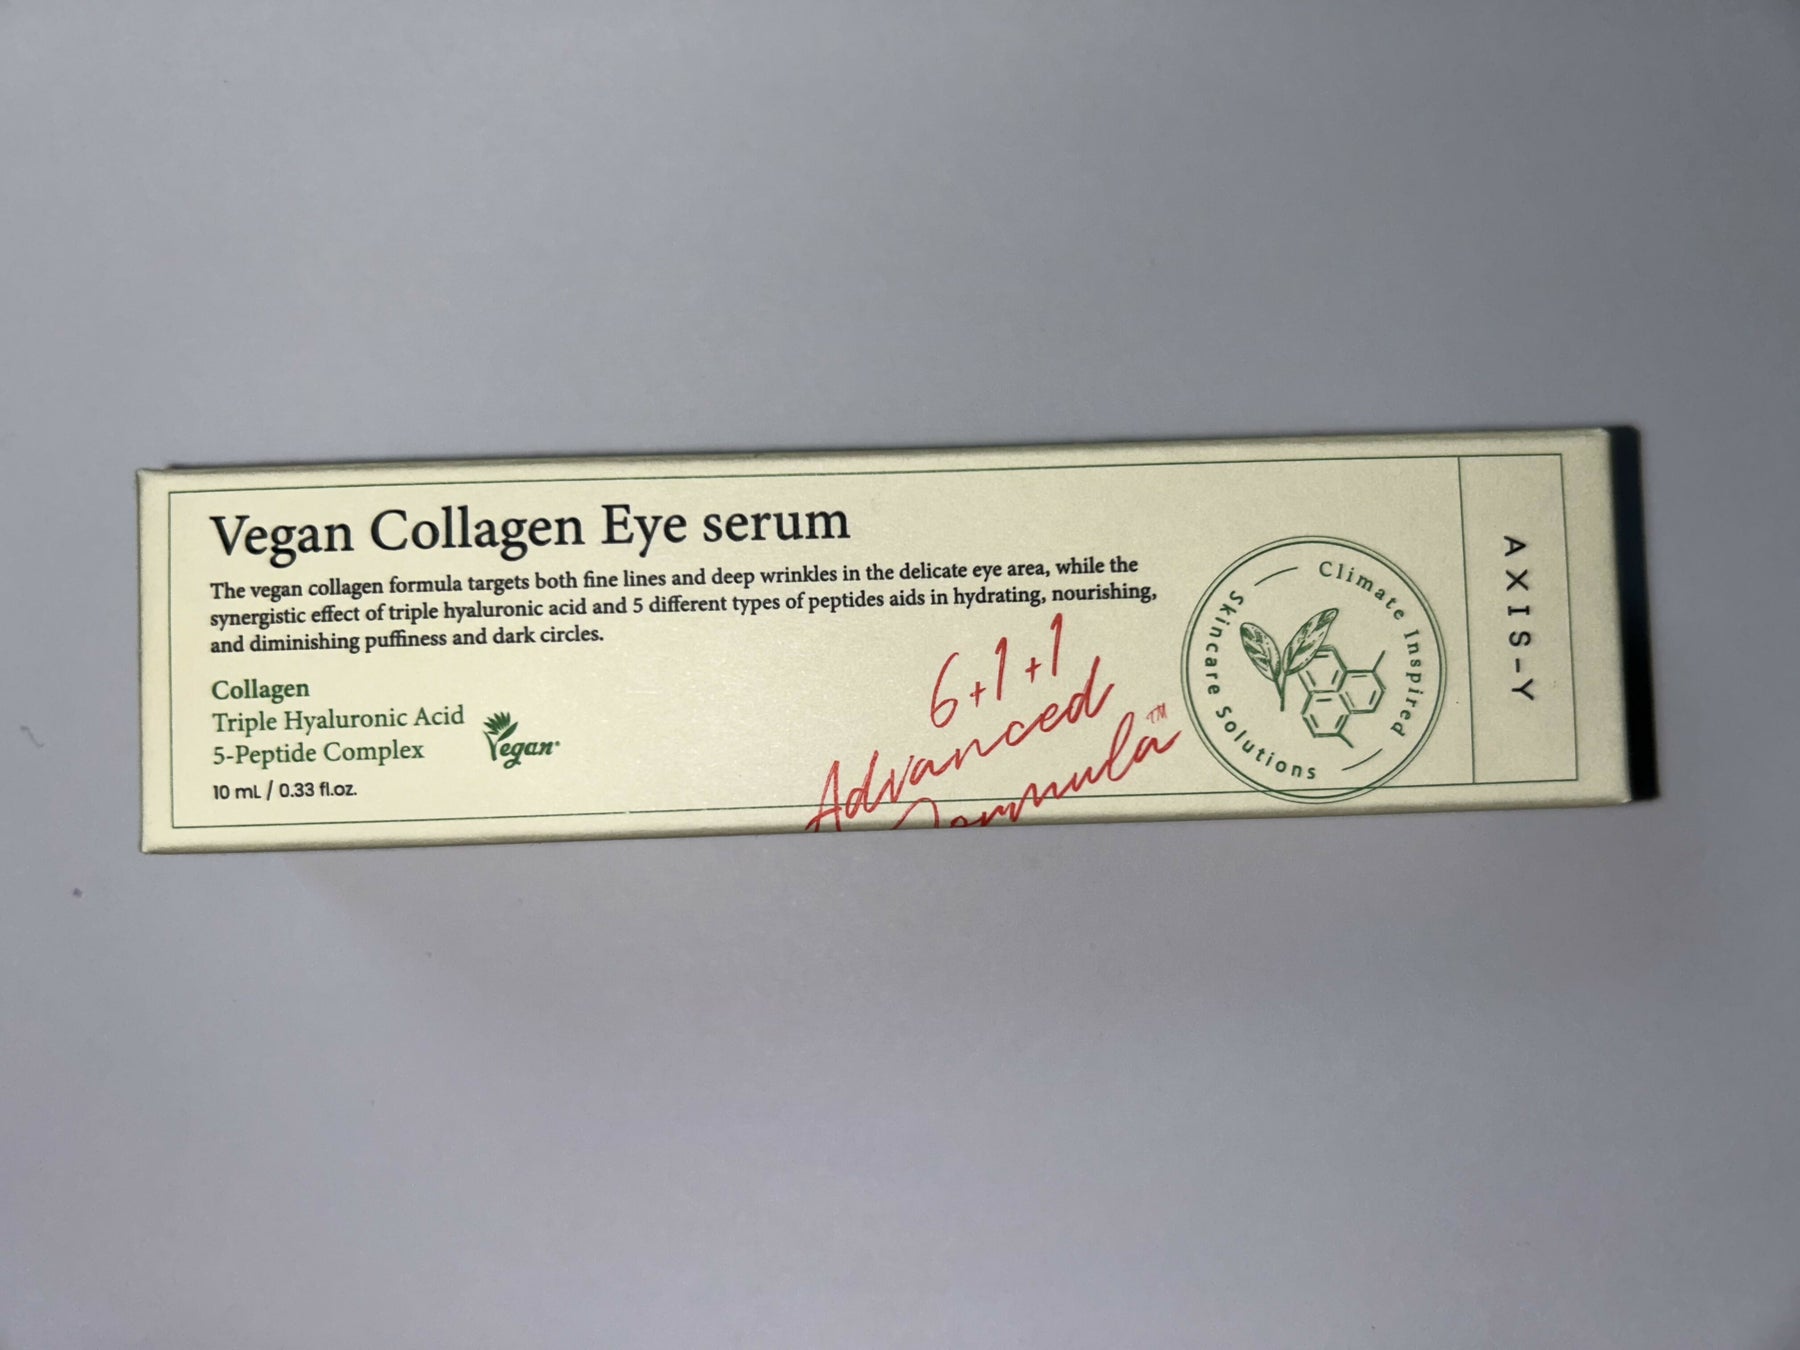 Vegan Collagen Eye serum
The vegan collagen formula targets both fine lines and deep wrinkles in the delicate eye area, while the
synergistic effect of triple hyaluronic acid and 5 different types of peptides aids in hydrating, nourishing,
and diminishing puffiness and dark circles.
Collagen
Triple Hyaluronic Acid
5-Peptide Complex
Vegan
10 mL / 0.33 fl.oz.
6+1+1
Advanced
Formula™
Climate Inspired
Skincare Solutions
AXIS-Y